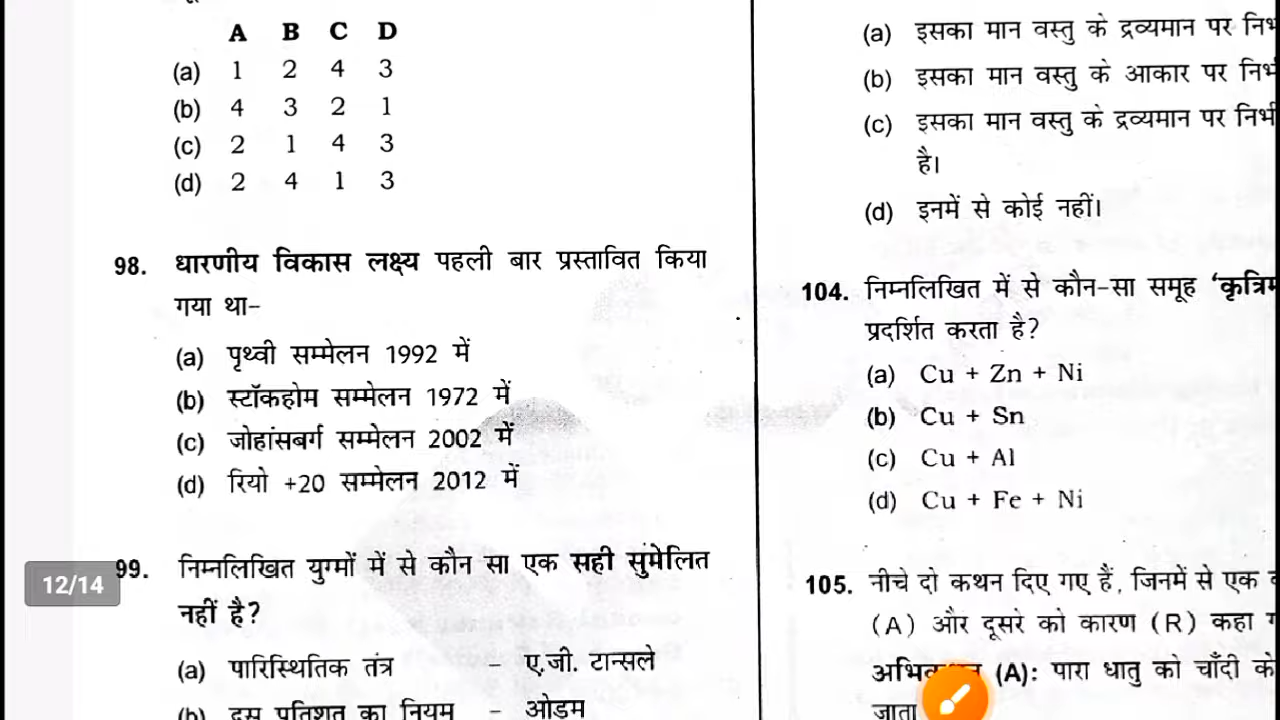 A B C D
(a) 1 2 4 3
(b) 4 3 2 1
(c) 2 1 4 3
(d) 2 4 1 3
98. धारणीय विकास लक्ष्य पहली बार प्रस्तावित किया
गया था-
(a) पृथ्वी सम्मेलन 1992 में
(b) स्टॉकहोम सम्मेलन 1972 में
(c) जोहांसबर्ग सम्मेलन 2002 में
(d) रियो +20 सम्मेलन 2012 में
99. निम्नलिखित युग्मों में से कौन सा एक सही सुमेलित
नहीं है?
(a) पारिस्थितिक तंत्र – ए.जी. टान्सले
(b) दस प्रतिशत का नियम – ओडम
12/14
(a) इसका मान वस्तु के द्रव्यमान पर
(b) इसका मान वस्तु के आकार पर
(c) इसका मान वस्तु के द्रव्यमान पर
है।
(d) इनमें से कोई नहीं।
104. निम्नलिखित में से कौन-सा समूह
प्रदर्शित करता है?
(a) Cu + Zn + Ni
(b) Cu + Sn
(c) Cu + Al
(d) Cu + Fe + Ni
105. नीचे दो कथन दिए गए हैं, जिनमें से एक
(A) और दूसरे को कारण (R) कहा
(A): पारा धातु को चाँदी
जाता